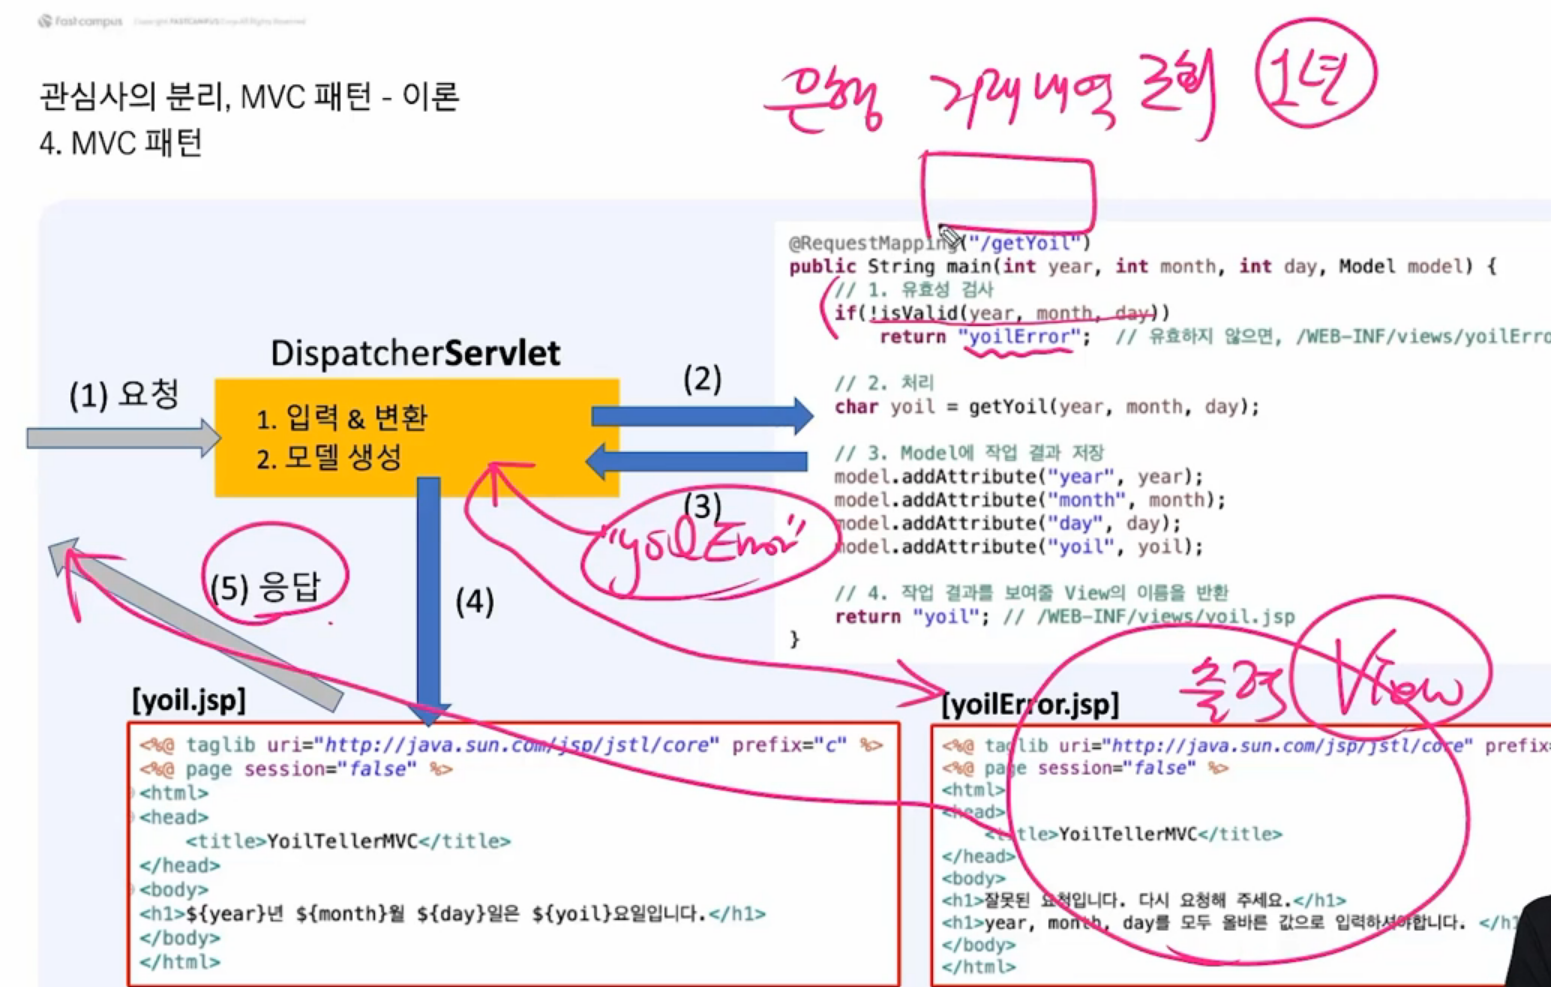 fast campus Copyright FASTCAMPUS Corp. All Rights Reserved
관심사의 분리, MVC 패턴 - 이론
4. MVC 패턴
은행 거래내역 조회 1년
@RequestMapping("/getYoil")
public String main(int year, int month, int day, Model model) {
// 1. 유효성 검사
if(!isValid(year, month, day))
return "yoilError"; // 유효하지 않으면, /WEB-INF/views/yoilErro
// 2. 처리
char yoil = getYoil(year, month, day);
// 3. Model에 작업 결과 저장
model.addAttribute("year", year);
model.addAttribute("month", month);
model.addAttribute("day", day);
model.addAttribute("yoil", yoil);
// 4. 작업 결과를 보여줄 View의 이름을 반환
return "yoil"; // /WEB-INF/views/yoil.jsp
}
DispatcherServlet
(1) 요청
1. 입력 & 변환
2. 모델 생성
(2)
(3)
"yoilError"
(5) 응답
(4)
출력 View
[yoil.jsp]
<%@ taglib uri="http://java.sun.com/jsp/jstl/core" prefix="c" %>
<%@ page session="false" %>
<html>
<head>
<title>YoilTellerMVC</title>
</head>
<body>
<h1>${year}년 ${month}월 ${day}일은 ${yoil}요일입니다.</h1>
</body>
</html>
[yoilError.jsp]
<%@ taglib uri="http://java.sun.com/jsp/jstl/core" prefix=
<%@ page session="false" %>
<html>
<head>
<title>YoilTellerMVC</title>
</head>
<body>
<h1>잘못된 요청입니다. 다시 요청해 주세요.</h1>
<h1>year, month, day를 모두 올바른 값으로 입력하셔야합니다. </h1
</body>
</html>